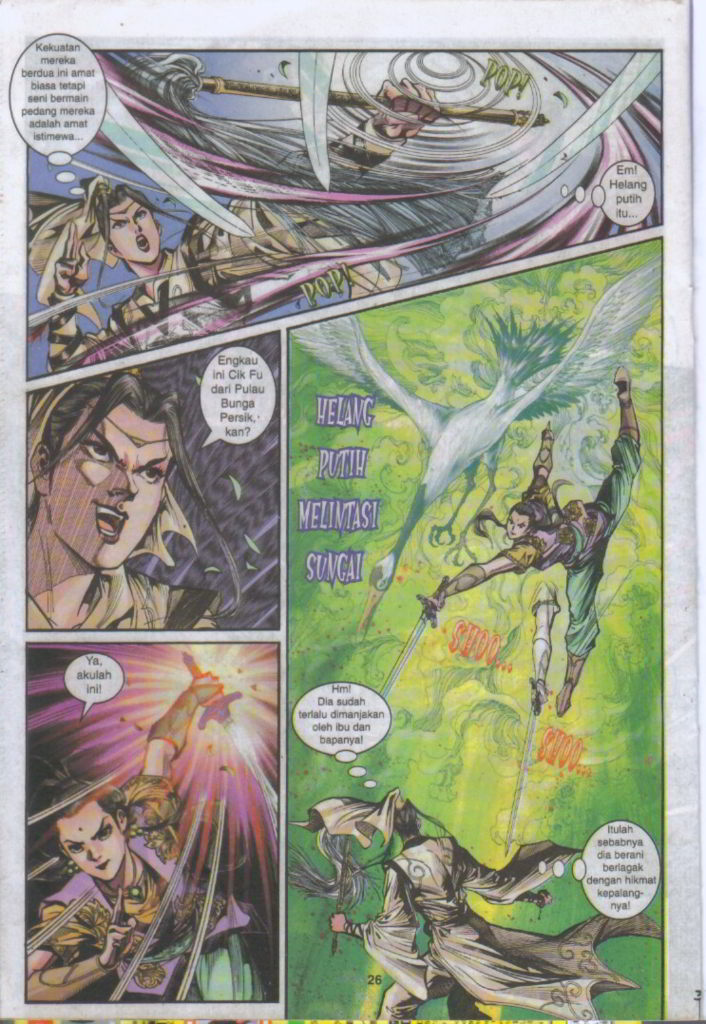 Kekuatan
mereka
berdua ini amat
biasa tetapi
seni bermain
pedang mereka
adalah amat
istimewa...
POP!
Em!
Helang
putih
itu...
POP!
Engkau
ini Cik Fu
dari Pulau
Bunga
Persik,
kan?
HELANG
PUTIH
MELINTASI
SUNGAI
Ya,
akulah
ini!
SHOO...
SHOO...
Hm!
Dia sudah
terlalu dimanjakan
oleh ibu dan
bapanya!
Itulah
sebabnya
dia berani
berlagak
dengan hikmat
kepalang-
nya!
26